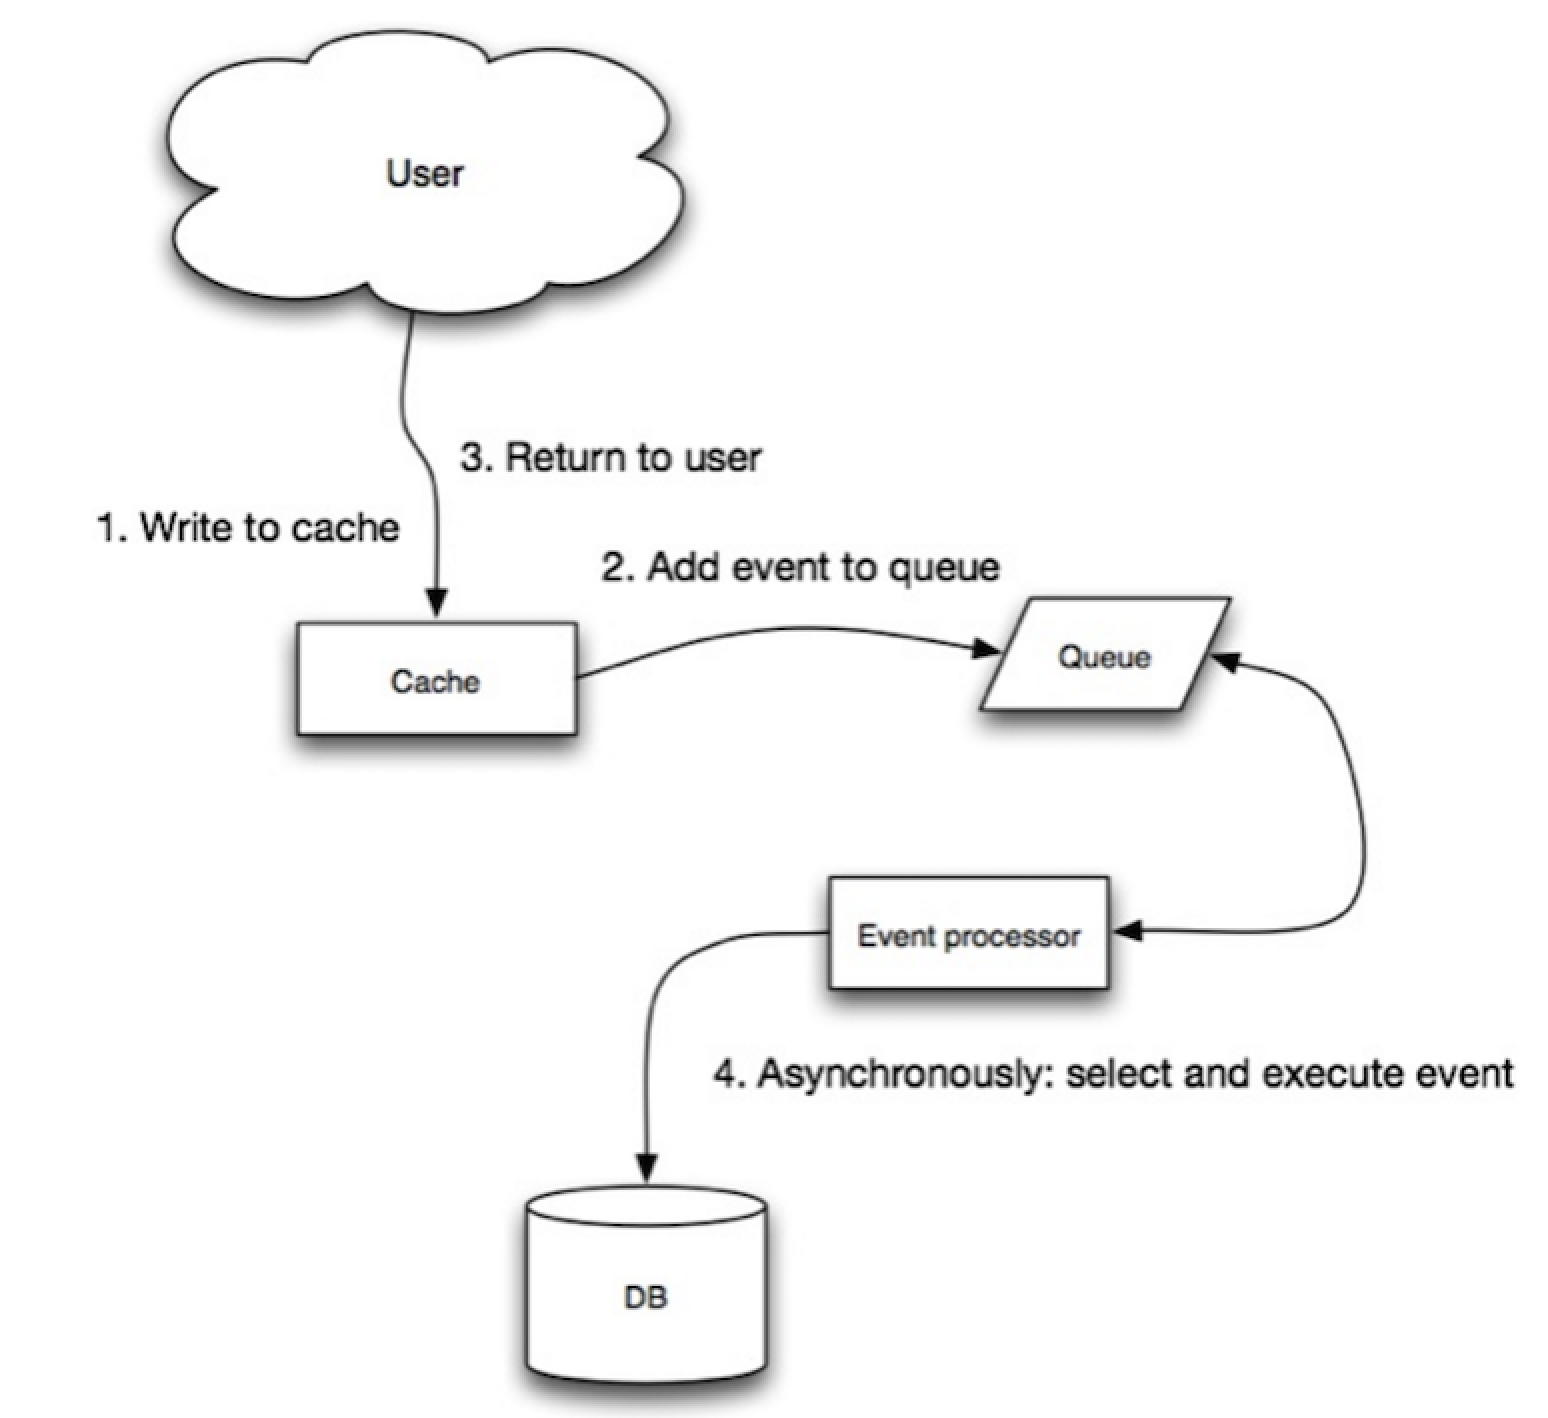 User
3. Return to user
1. Write to cache
2. Add event to queue
Queue
Cache
Event processor
4. Asynchronously: select and execute event
DB